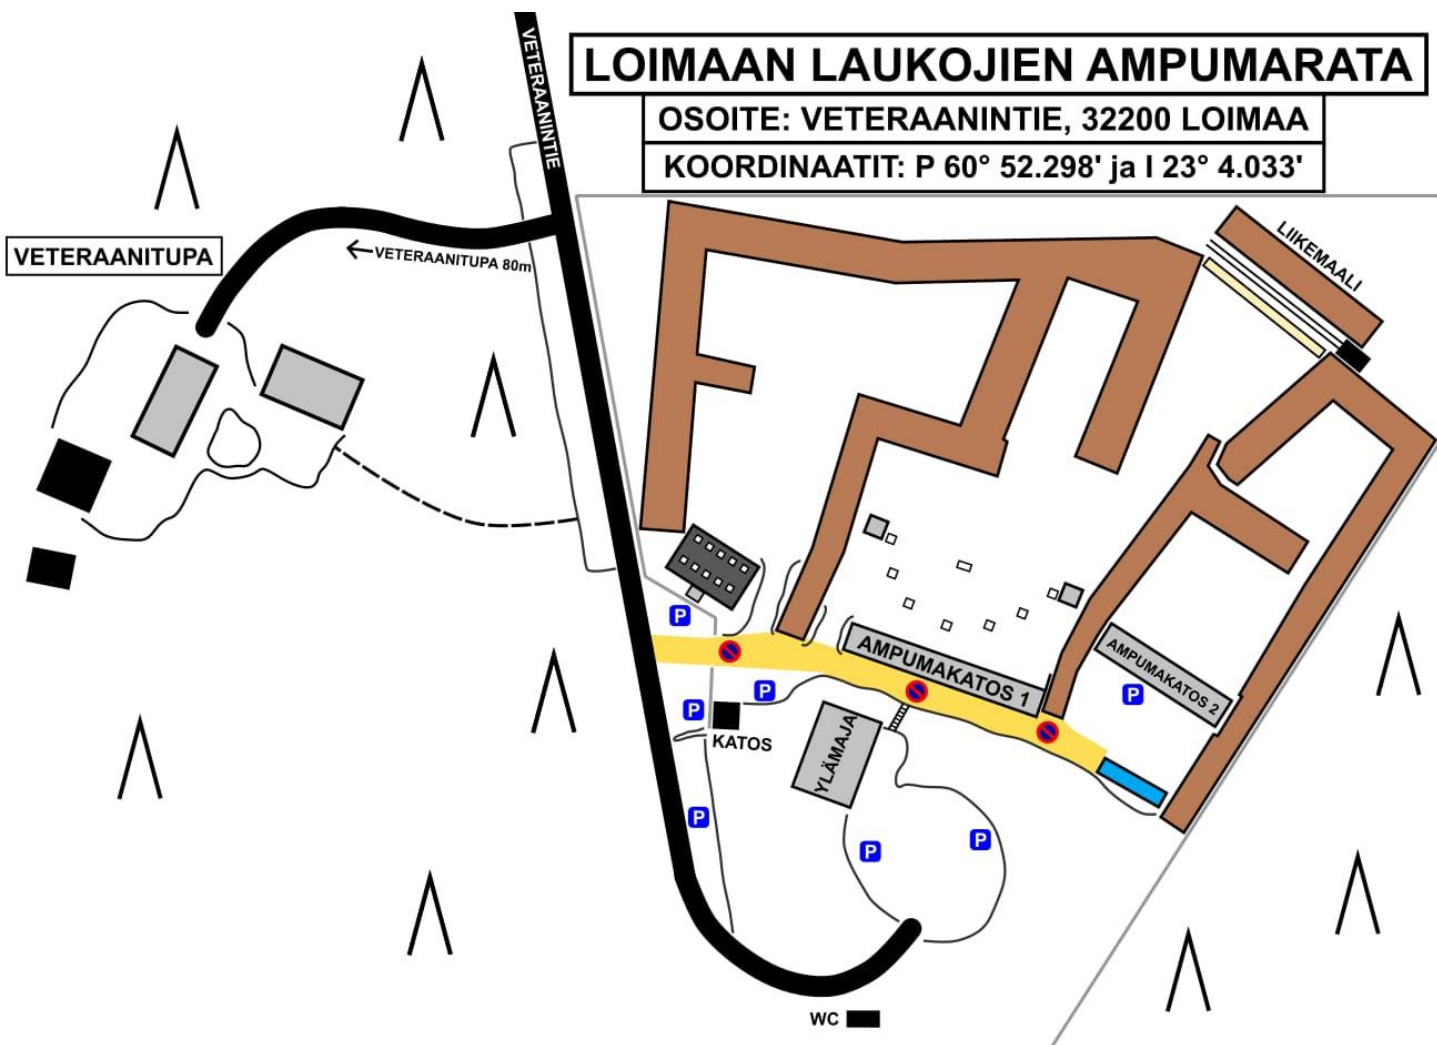 LOIMAAN LAUKOJIEN AMPUMARATA
OSOITE: VETERAANINTIE, 32200 LOIMAA
KOORDINAATIT: P 60° 52.298' ja I 23° 4.033'
VETERAANINTIE
VETERAANITUPA
VETERAANITUPA 80m
LIIKEMAALI
P
AMPUMAKATOS 1
AMPUMAKATOS 2
P
P
P
KATOS
YLÄMAJA
P
P
P
WC